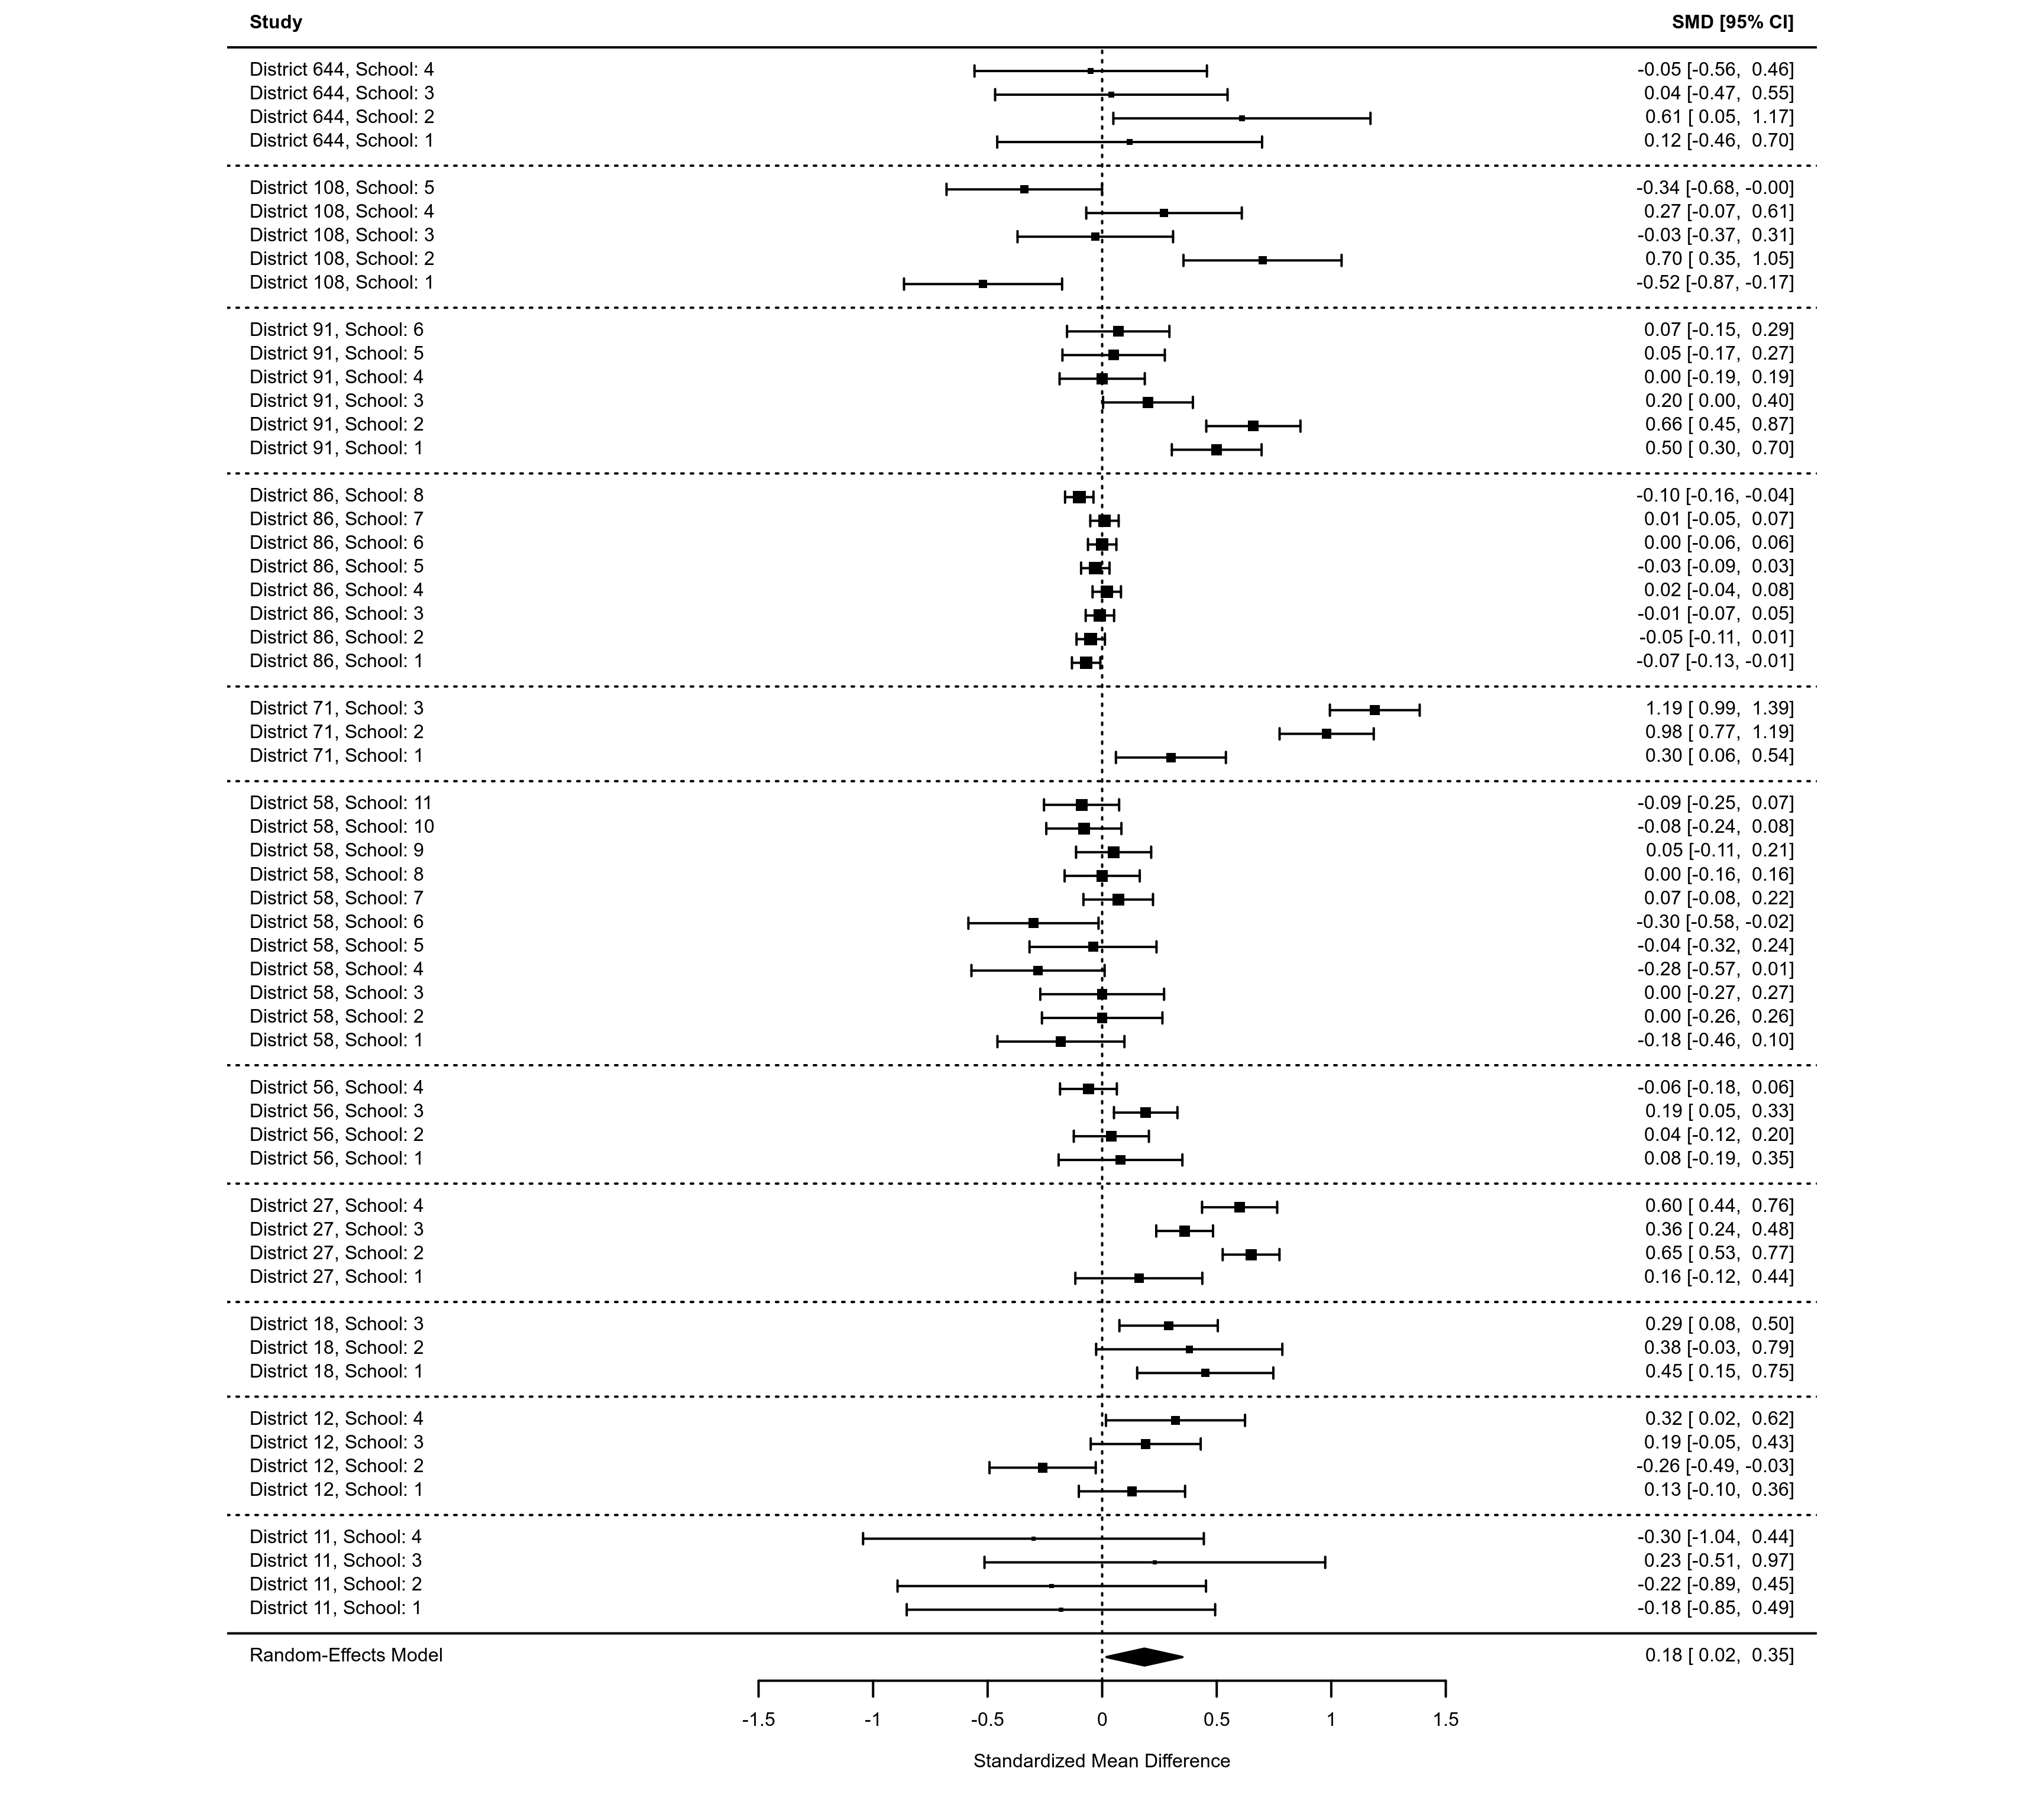 Study SMD [95% CI]
District 644, School: 4 -0.05 [-0.56, 0.46]
District 644, School: 3 0.04 [-0.47, 0.55]
District 644, School: 2 0.61 [ 0.05, 1.17]
District 644, School: 1 0.12 [-0.46, 0.70]
District 108, School: 5 -0.34 [-0.68, -0.00]
District 108, School: 4 0.27 [-0.07, 0.61]
District 108, School: 3 -0.03 [-0.37, 0.31]
District 108, School: 2 0.70 [ 0.35, 1.05]
District 108, School: 1 -0.52 [-0.87, -0.17]
District 91, School: 6 0.07 [-0.15, 0.29]
District 91, School: 5 0.05 [-0.17, 0.27]
District 91, School: 4 0.00 [-0.19, 0.19]
District 91, School: 3 0.20 [ 0.00, 0.40]
District 91, School: 2 0.66 [ 0.45, 0.87]
District 91, School: 1 0.50 [ 0.30, 0.70]
District 86, School: 8 -0.10 [-0.16, -0.04]
District 86, School: 7 0.01 [-0.05, 0.07]
District 86, School: 6 0.00 [-0.06, 0.06]
District 86, School: 5 -0.03 [-0.09, 0.03]
District 86, School: 4 0.02 [-0.04, 0.08]
District 86, School: 3 -0.01 [-0.07, 0.05]
District 86, School: 2 -0.05 [-0.11, 0.01]
District 86, School: 1 -0.07 [-0.13, -0.01]
District 71, School: 3 1.19 [ 0.99, 1.39]
District 71, School: 2 0.98 [ 0.77, 1.19]
District 71, School: 1 0.30 [ 0.06, 0.54]
District 58, School: 11 -0.09 [-0.25, 0.07]
District 58, School: 10 -0.08 [-0.24, 0.08]
District 58, School: 9 0.05 [-0.11, 0.21]
District 58, School: 8 0.00 [-0.16, 0.16]
District 58, School: 7 0.07 [-0.08, 0.22]
District 58, School: 6 -0.30 [-0.58, -0.02]
District 58, School: 5 -0.04 [-0.32, 0.24]
District 58, School: 4 -0.28 [-0.57, 0.01]
District 58, School: 3 0.00 [-0.27, 0.27]
District 58, School: 2 0.00 [-0.26, 0.26]
District 58, School: 1 -0.18 [-0.46, 0.10]
District 56, School: 4 -0.06 [-0.18, 0.06]
District 56, School: 3 0.19 [ 0.05, 0.33]
District 56, School: 2 0.04 [-0.12, 0.20]
District 56, School: 1 0.08 [-0.19, 0.35]
District 27, School: 4 0.60 [ 0.44, 0.76]
District 27, School: 3 0.36 [ 0.24, 0.48]
District 27, School: 2 0.65 [ 0.53, 0.77]
District 27, School: 1 0.16 [-0.12, 0.44]
District 18, School: 3 0.29 [ 0.08, 0.50]
District 18, School: 2 0.38 [-0.03, 0.79]
District 18, School: 1 0.45 [ 0.15, 0.75]
District 12, School: 4 0.32 [ 0.02, 0.62]
District 12, School: 3 0.19 [-0.05, 0.43]
District 12, School: 2 -0.26 [-0.49, -0.03]
District 12, School: 1 0.13 [-0.10, 0.36]
District 11, School: 4 -0.30 [-1.04, 0.44]
District 11, School: 3 0.23 [-0.51, 0.97]
District 11, School: 2 -0.22 [-0.89, 0.45]
District 11, School: 1 -0.18 [-0.85, 0.49]
Random-Effects Model 0.18 [ 0.02, 0.35]
-1.5 -1 -0.5 0 0.5 1 1.5
Standardized Mean Difference